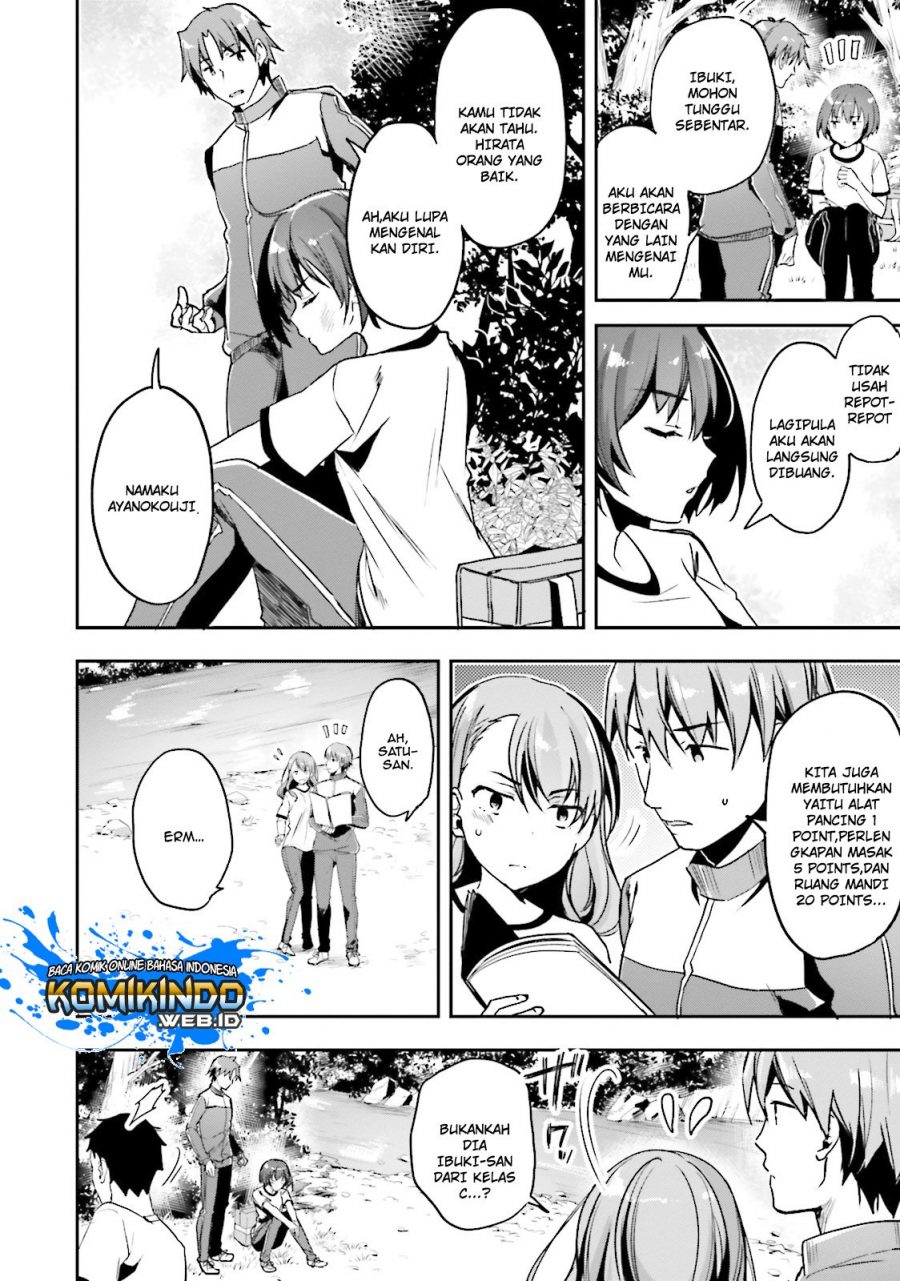 IBUKI,
MOHON
TUNGGU
SEBENTAR.
AKU AKAN
BERBICARA
DENGAN
YANG LAIN
MENGENAI
MU.
TIDAK
USAH
REPOT-
REPOT
LAGIPULA
AKU AKAN
LANGSUNG
DIBUANG.
KAMU TIDAK
AKAN TAHU.
HIRATA
ORANG YANG
BAIK.
AH,AKU LUPA
MENGENAL
KAN DIRI.
NAMAKU
AYANOKOUJI.
KITA JUGA
MEMBUTUHKAN
YAITU ALAT
PANCING 1
POINT,PERLEN
GKAPAN MASAK
5 POINTS,DAN
RUANG MANDI
20 POINTS...
AH,
SATU-
SAN.
ERM...
BACA KOMIK ONLINE BAHASA INDONESIA
KOMIKINDO
.WEB.ID
BUKANKAH
DIA
IBUKI-SAN
DARI KELAS
C...?